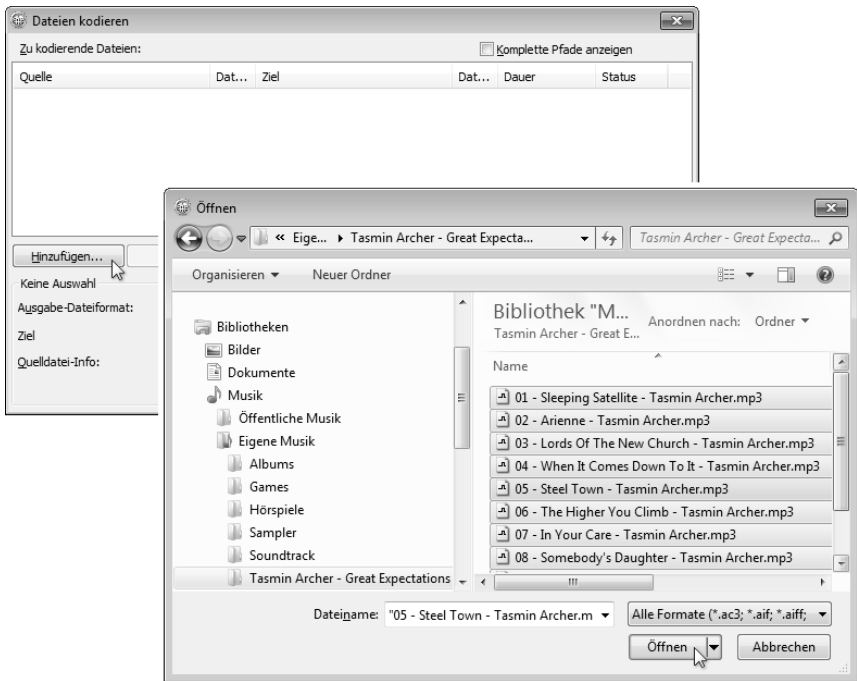 Dateien kodieren
Zu kodierende Dateien:
Komplette Pfade anzeigen
Quelle Dat... Ziel Dat... Dauer Status
Hinzufügen...
Keine Auswahl
Ausgabe-Dateiformat:
Ziel
Quelldatei-Info:
Öffnen
« Eige... Tasmin Archer - Great Expecta...
Tasmin Archer - Great Expecta...
Organisieren Neuer Ordner
Bibliotheken
Bilder
Dokumente
Musik
Öffentliche Musik
Eigene Musik
Albums
Games
Hörspiele
Sampler
Soundtrack
Tasmin Archer - Great Expectations
Bibliothek "M...
Tasmin Archer - Great E...
Anordnen nach: Ordner
Name
01 - Sleeping Satellite - Tasmin Archer.mp3
02 - Arienne - Tasmin Archer.mp3
03 - Lords Of The New Church - Tasmin Archer.mp3
04 - When It Comes Down To It - Tasmin Archer.mp3
05 - Steel Town - Tasmin Archer.mp3
06 - The Higher You Climb - Tasmin Archer.mp3
07 - In Your Care - Tasmin Archer.mp3
08 - Somebody's Daughter - Tasmin Archer.mp3
Dateiname: "05 - Steel Town - Tasmin Archer.m
Alle Formate (*.ac3; *.aif; *.aiff;
Öffnen Abbrechen